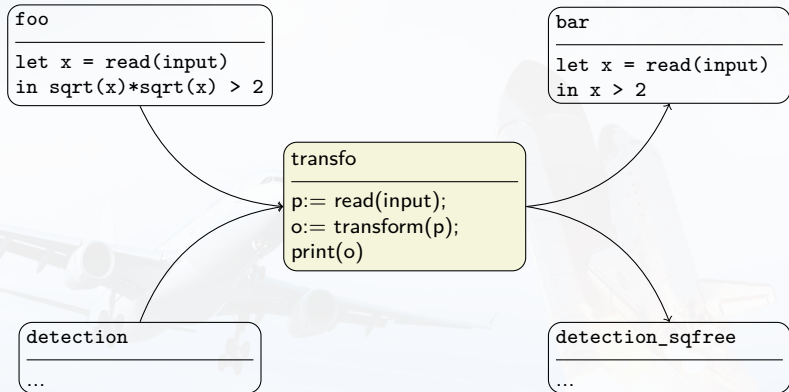 foo
let x = read(input)
in sqrt(x)*sqrt(x) > 2
bar
let x = read(input)
in x > 2
transfo
p:= read(input);
o:= transform(p);
print(o)
detection
...
detection_sqfree
...